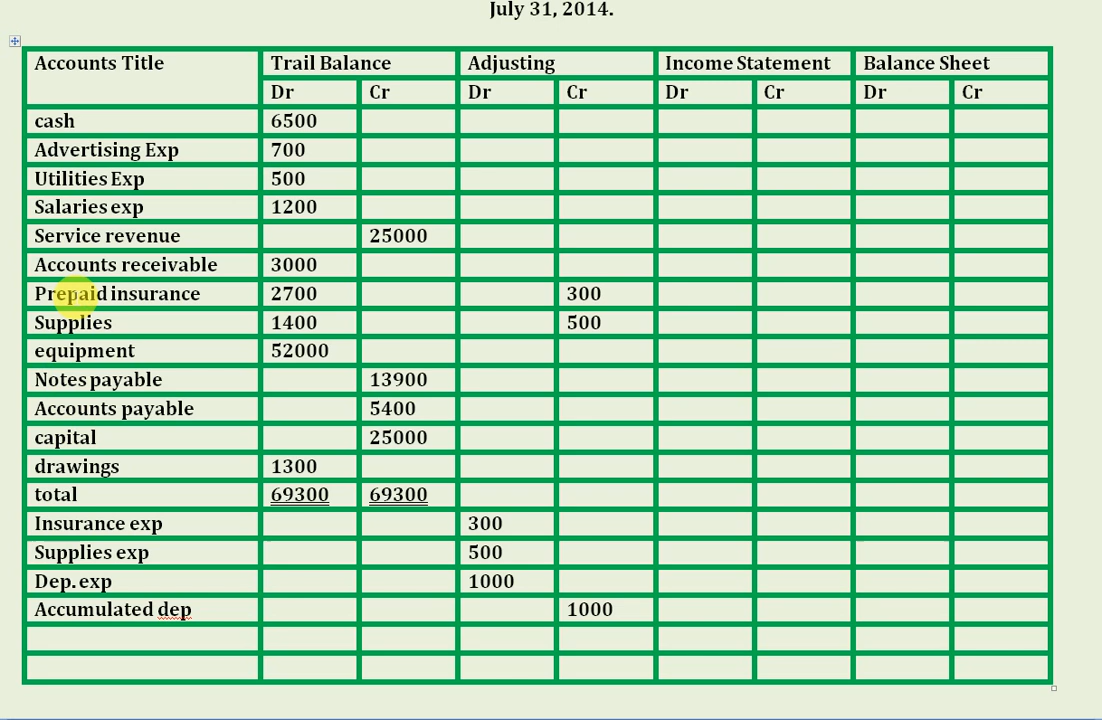 July 31, 2014.
Accounts Title Trail Balance Adjusting Income Statement Balance Sheet
Dr Cr Dr Cr Dr Cr Dr Cr
cash 6500
Advertising Exp 700
Utilities Exp 500
Salaries exp 1200
Service revenue 25000
Accounts receivable 3000
Prepaid insurance 2700 300
Supplies 1400 500
equipment 52000
Notes payable 13900
Accounts payable 5400
capital 25000
drawings 1300
total 69300 69300
Insurance exp 300
Supplies exp 500
Dep. exp 1000
Accumulated dep 1000